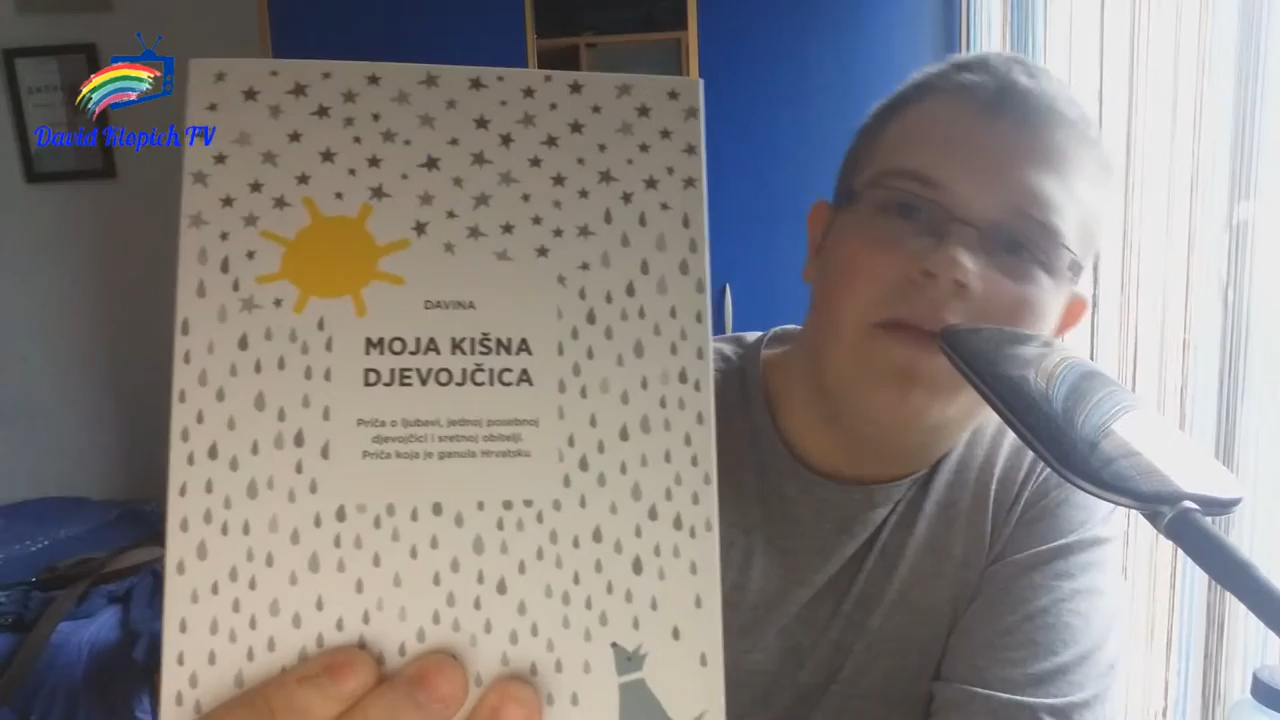 David Klopich TV
DAVINA
MOJA KIŠNA
DJEVOJČICA
Priča o ljubavi, jednoj posebnoj
djevojčici i sretnoj obitelji.
Priča koja je ganula Hrvatsku